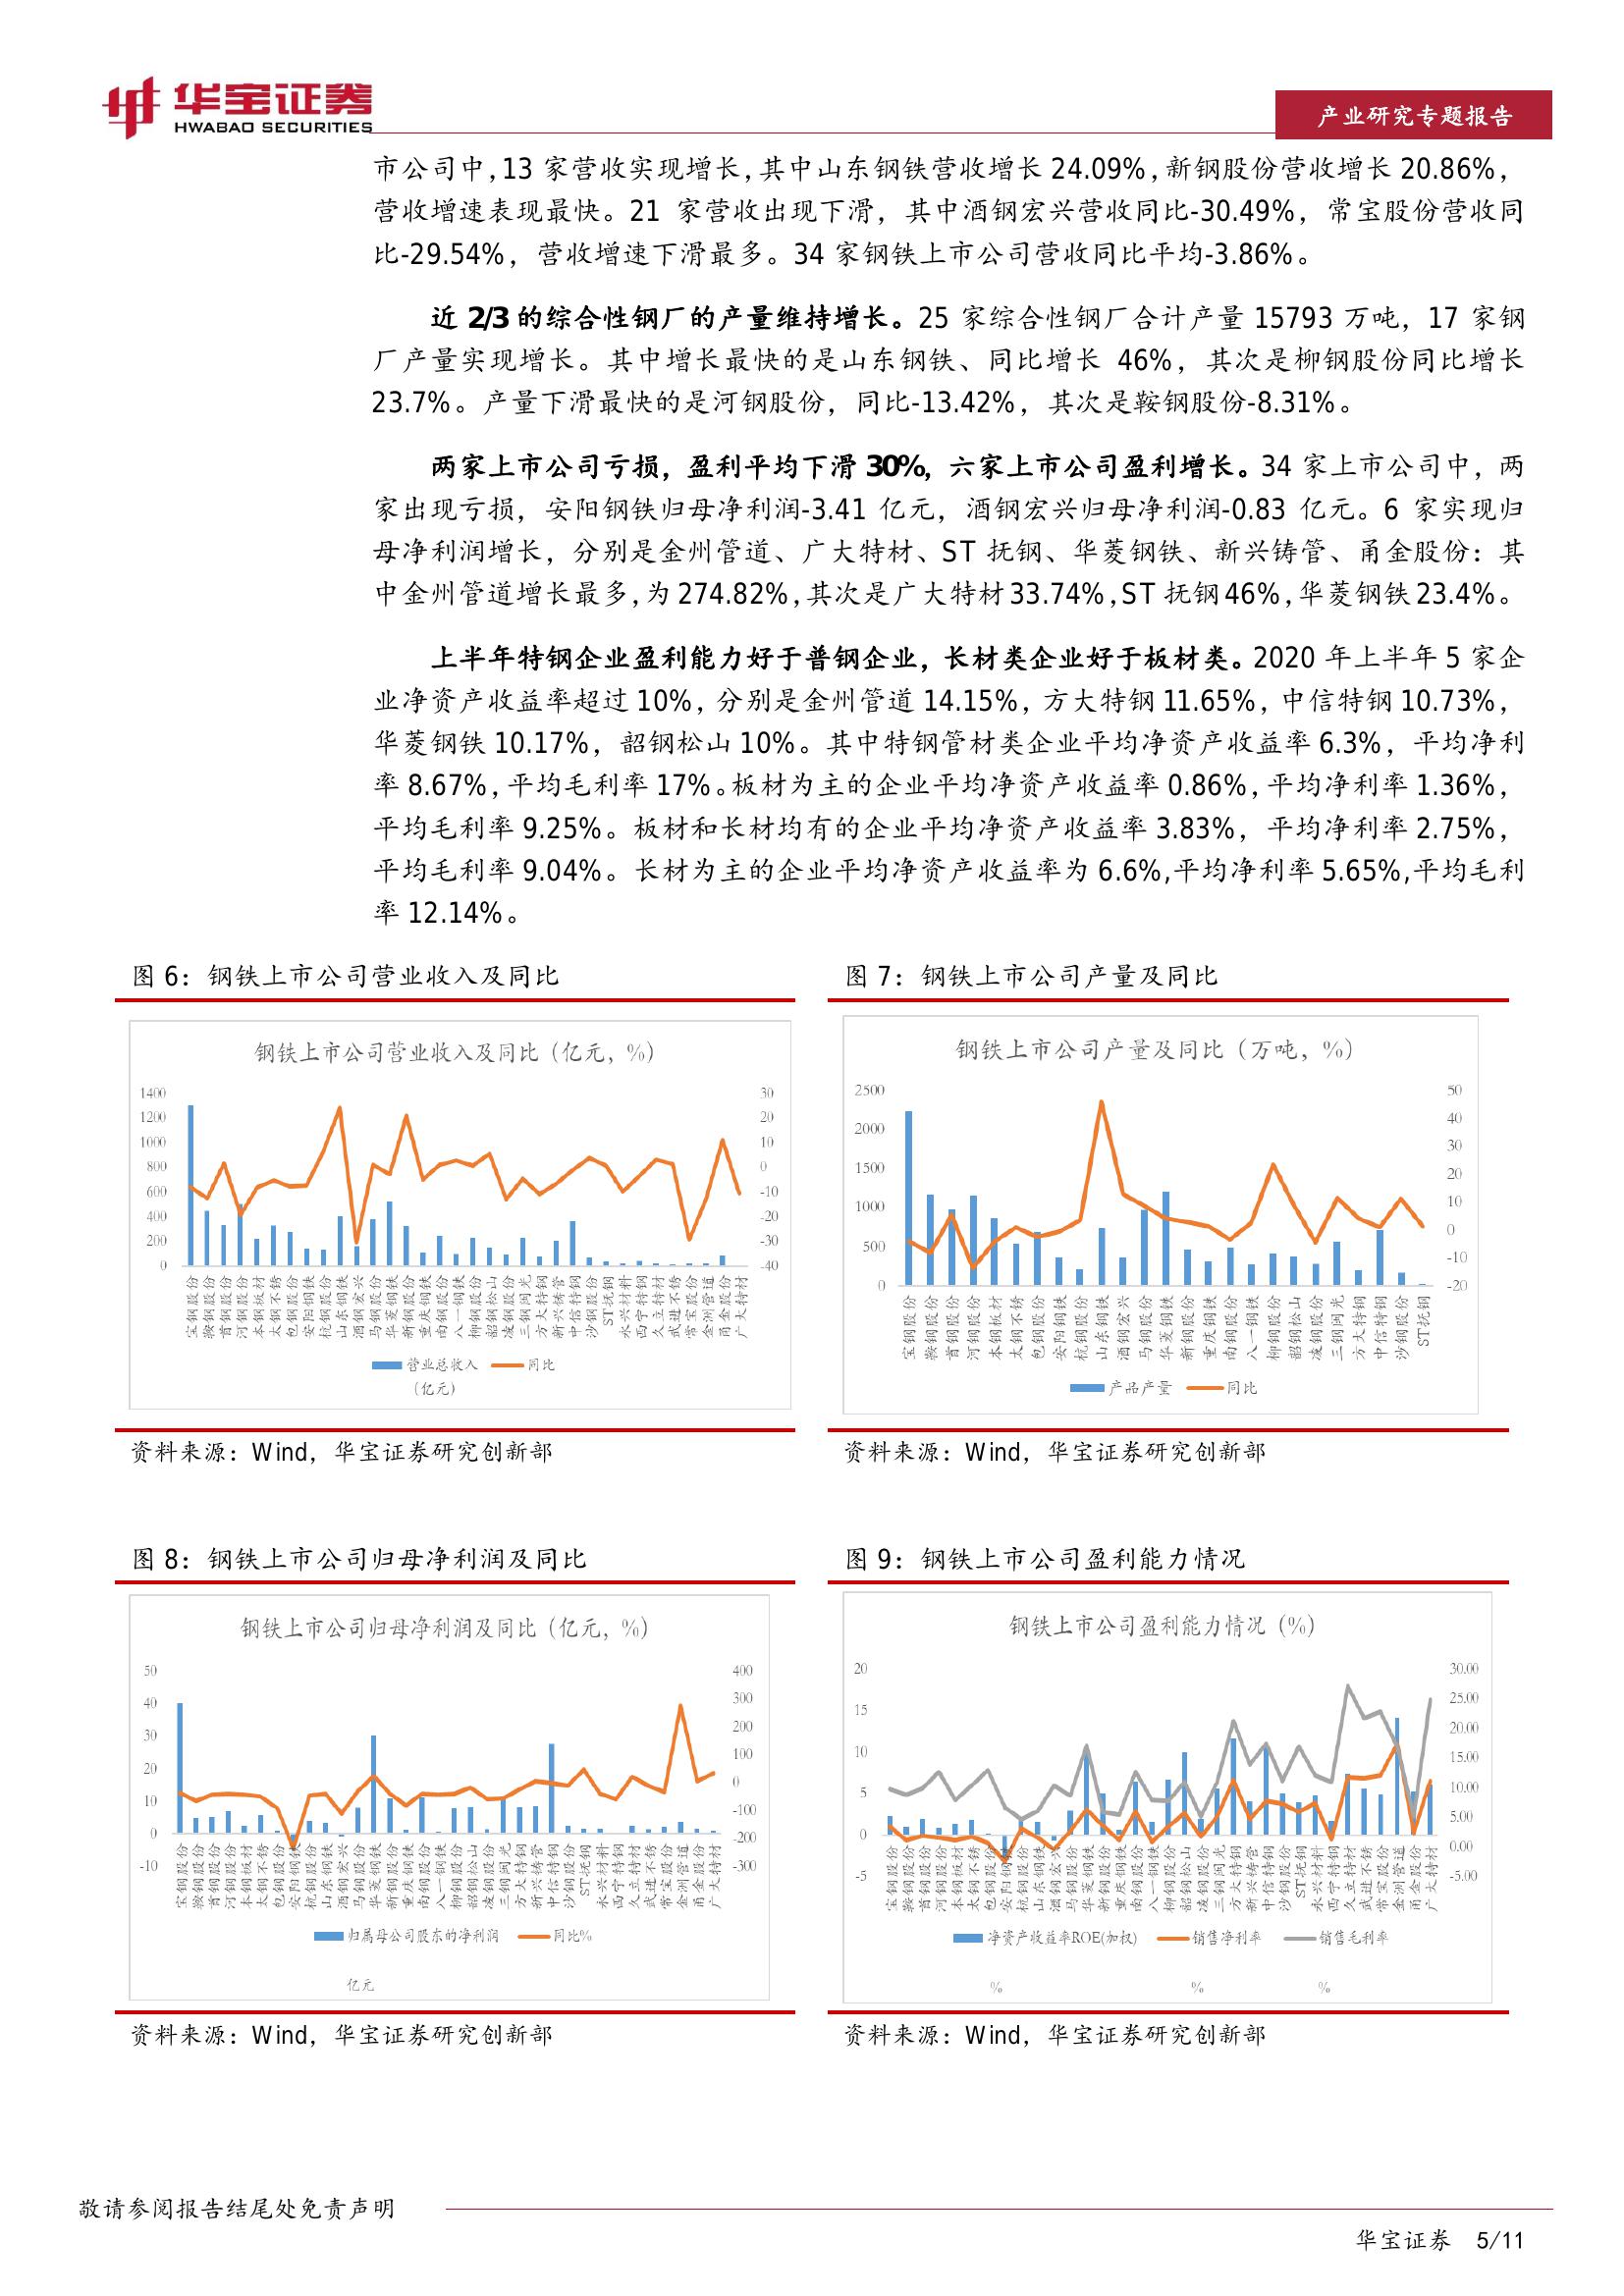 华宝证券
HWABAO SECURITIES
产业研究专题报告
市公司中,13 家营收实现增长,其中山东钢铁营收增长 24.09%,新钢股份营收增长 20.86%,
营收增速表现最快。21 家营收出现下滑，其中酒钢宏兴营收同比-30.49%，常宝股份营收同
比-29.54%，营收增速下滑最多。34 家钢铁上市公司营收同比平均-3.86%。
近 2/3 的综合性钢厂的产量维持增长。25 家综合性钢厂合计产量 15793 万吨，17 家钢
厂产量实现增长。其中增长最快的是山东钢铁、同比增长 46%，其次是柳钢股份同比增长
23.7%。产量下滑最快的是河钢股份，同比-13.42%，其次是鞍钢股份-8.31%。
两家上市公司亏损，盈利平均下滑 30%，六家上市公司盈利增长。34 家上市公司中，两
家出现亏损，安阳钢铁归母净利润-3.41 亿元，酒钢宏兴归母净利润-0.83 亿元。6 家实现归
母净利润增长，分别是金州管道、广大特材、ST 抚钢、华菱钢铁、新兴铸管、甬金股份：其
中金州管道增长最多,为 274.82%,其次是广大特材 33.74%,ST 抚钢 46%,华菱钢铁 23.4%。
上半年特钢企业盈利能力好于普钢企业，长材类企业好于板材类。2020 年上半年 5 家企
业净资产收益率超过 10%，分别是金州管道 14.15%，方大特钢 11.65%，中信特钢 10.73%，
华菱钢铁 10.17%，韶钢松山 10%。其中特钢管材类企业平均净资产收益率 6.3%，平均净利
率 8.67%,平均毛利率 17%。板材为主的企业平均净资产收益率 0.86%，平均净利率 1.36%，
平均毛利率 9.25%。板材和长材均有的企业平均净资产收益率 3.83%，平均净利率 2.75%，
平均毛利率 9.04%。长材为主的企业平均净资产收益率为 6.6%,平均净利率 5.65%,平均毛利
率 12.14%。
图 6：钢铁上市公司营业收入及同比
钢铁上市公司营业收入及同比（亿元，%）
1400
1200
1000
800
600
400
200
0
30
20
10
0
-10
-20
-30
-40
宝钢股份
鞍钢股份
首钢股份
河钢股份
本钢板材
太钢不锈
包钢股份
安阳钢铁
杭钢股份
山东钢铁
酒钢宏兴
马钢股份
华菱钢铁
新钢股份
重庆钢铁
南钢股份
八一钢铁
柳钢股份
韶钢松山
凌钢股份
三钢闽光
方大特钢
新兴铸管
中信特钢
沙钢股份
ST抚钢
永兴材料
西宁特钢
久立特材
武进不锈
常宝股份
金洲管道
甬金股份
广大特材
营业总收入
（亿元）
同比
资料来源：Wind，华宝证券研究创新部
图 7：钢铁上市公司产量及同比
钢铁上市公司产量及同比（万吨，%）
2500
2000
1500
1000
500
0
50
40
30
20
10
0
-10
-20
宝钢股份
鞍钢股份
首钢股份
河钢股份
本钢板材
太钢不锈
包钢股份
安阳钢铁
杭钢股份
山东钢铁
酒钢宏兴
马钢股份
华菱钢铁
新钢股份
重庆钢铁
南钢股份
八一钢铁
柳钢股份
韶钢松山
凌钢股份
三钢闽光
方大特钢
中信特钢
沙钢股份
ST抚钢
产品产量
同比
资料来源：Wind，华宝证券研究创新部
图 8：钢铁上市公司归母净利润及同比
钢铁上市公司归母净利润及同比（亿元，%）
50
40
30
20
10
0
-10
400
300
200
100
0
-100
-200
-300
宝钢股份
鞍钢股份
首钢股份
河钢股份
本钢板材
太钢不锈
包钢股份
安阳钢铁
杭钢股份
山东钢铁
酒钢宏兴
马钢股份
华菱钢铁
新钢股份
重庆钢铁
南钢股份
八一钢铁
柳钢股份
韶钢松山
凌钢股份
三钢闽光
方大特钢
新兴铸管
中信特钢
沙钢股份
ST抚钢
永兴材料
西宁特钢
久立特材
武进不锈
常宝股份
金洲管道
甬金股份
广大特材
归属母公司股东的净利润
同比%
亿元
资料来源：Wind，华宝证券研究创新部
图 9：钢铁上市公司盈利能力情况
钢铁上市公司盈利能力情况（%）
20
15
10
5
0
-5
30.00
25.00
20.00
15.00
10.00
5.00
0.00
-5.00
宝钢股份
鞍钢股份
首钢股份
河钢股份
本钢板材
太钢不锈
包钢股份
安阳钢铁
杭钢股份
山东钢铁
酒钢宏兴
马钢股份
华菱钢铁
新钢股份
重庆钢铁
南钢股份
八一钢铁
柳钢股份
韶钢松山
凌钢股份
三钢闽光
方大特钢
新兴铸管
中信特钢
沙钢股份
ST抚钢
永兴材料
西宁特钢
久立特材
武进不锈
常宝股份
金洲管道
甬金股份
广大特材
净资产收益率ROE(加权)
销售净利率
销售毛利率
%
%
%
资料来源：Wind，华宝证券研究创新部
敬请参阅报告结尾处免责声明
华宝证券 5/11